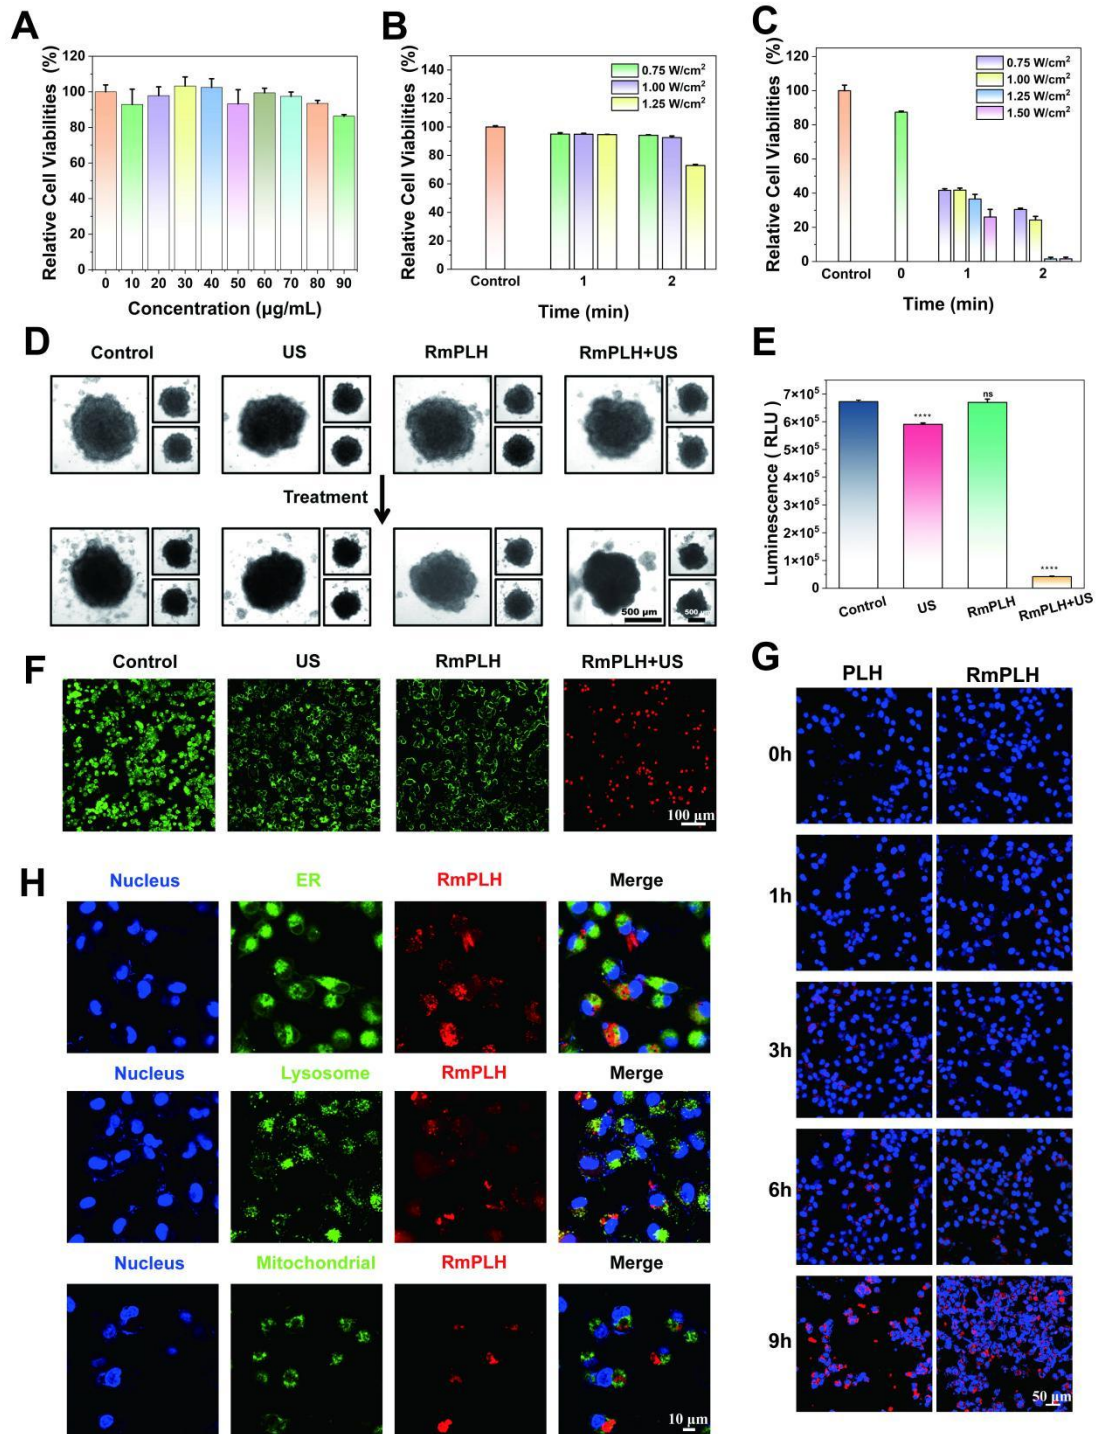 A
Relative Cell Viabilities (%)
120
100
80
60
40
20
0
0 10 20 30 40 50 60 70 80 90
Concentration (µg/mL)
B
Relative Cell Viabilities (%)
140
120
100
80
60
40
20
0
0.75 W/cm²
1.00 W/cm²
1.25 W/cm²
Control 1 2
Time (min)
C
Relative Cell Viabilities (%)
120
100
80
60
40
20
0
0.75 W/cm²
1.00 W/cm²
1.25 W/cm²
1.50 W/cm²
Control 0 1 2
Time (min)
D
Control US RmPLH RmPLH+US
Treatment
500 µm 500 µm
E
Luminescence ( RLU )
7×10⁵
6×10⁵
5×10⁵
4×10⁵
3×10⁵
2×10⁵
1×10⁵
0
****
ns
****
Control US RmPLH RmPLH+US
F
Control US RmPLH RmPLH+US
100 µm
G
PLH RmPLH
0h
1h
3h
6h
9h
50 µm
H
Nucleus ER RmPLH Merge
Nucleus Lysosome RmPLH Merge
Nucleus Mitochondrial RmPLH Merge
10 µm